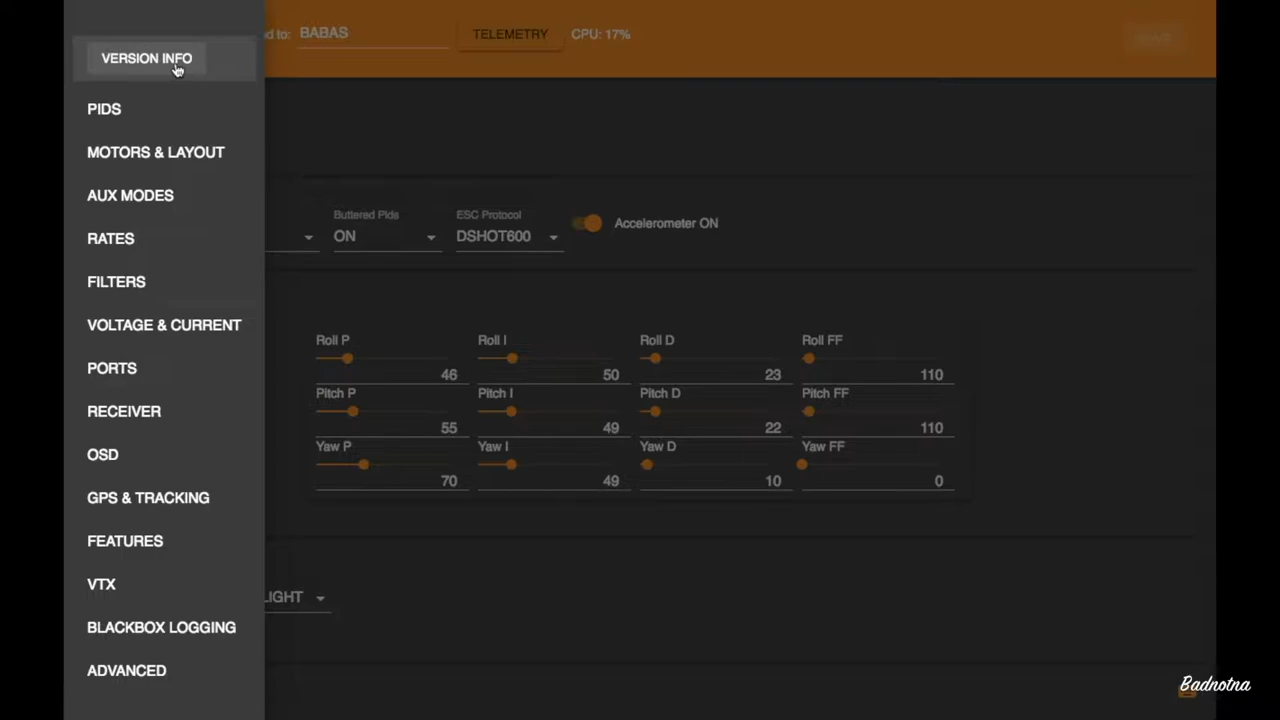 VERSION INFO
PIDS
MOTORS & LAYOUT
AUX MODES
RATES
FILTERS
VOLTAGE & CURRENT
PORTS
RECEIVER
OSD
GPS & TRACKING
FEATURES
VTX
BLACKBOX LOGGING
ADVANCED
d to: BABAS TELEMETRY CPU: 17%
Buttered Pids ESC Protocol
ON DSHOT600 Accelerometer ON
Roll P Roll I Roll D Roll FF
46 50 23 110
Pitch P Pitch I Pitch D Pitch FF
55 49 22 110
Yaw P Yaw I Yaw D Yaw FF
70 49 10 0
LIGHT
Badnotna